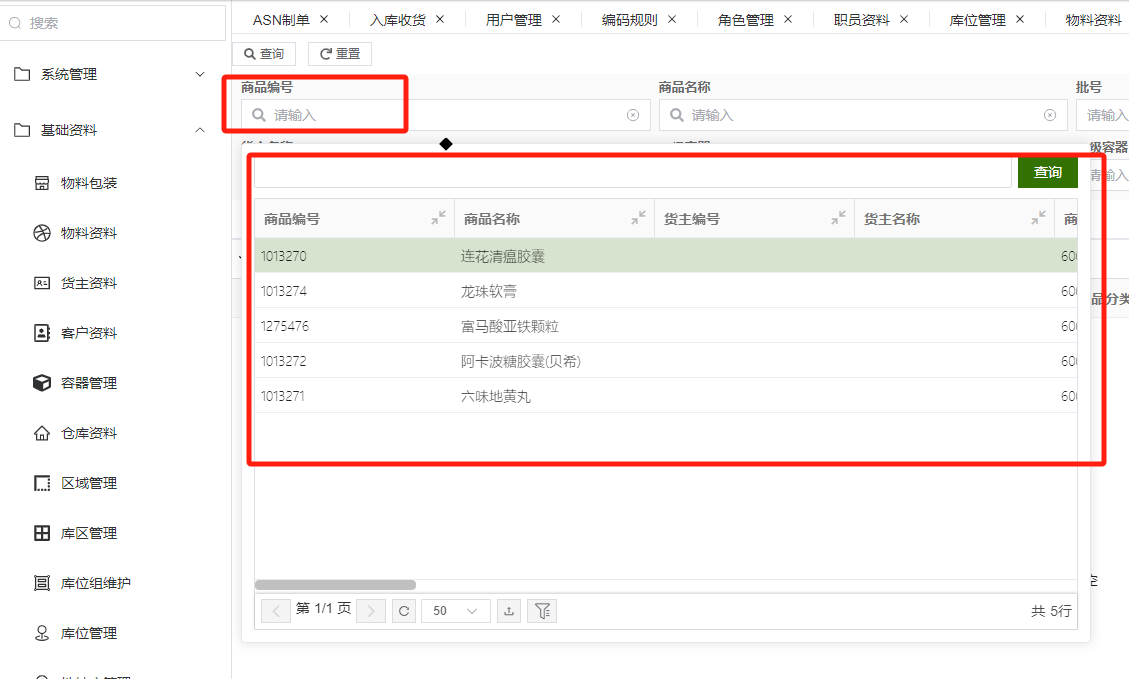 搜索
ASN制单 × 入库收货 × 用户管理 × 编码规则 × 角色管理 × 职员资料 × 库位管理 × 物料资料
查询 重置
系统管理
基础资料
物料包装
物料资料
货主资料
客户资料
容器管理
仓库资料
区域管理
库区管理
库位组维护
库位管理
商品编号 商品名称 批号
请输入 请输入 请输入
级容器
请输入
查询
商品编号 商品名称 货主编号 货主名称 商
1013270 连花清瘟胶囊 600
1013274 龙珠软膏 600
1275476 富马酸亚铁颗粒 600
1013272 阿卡波糖胶囊(贝希) 600
1013271 六味地黄丸 600
品分类
第 1/1 页 50 共 5行